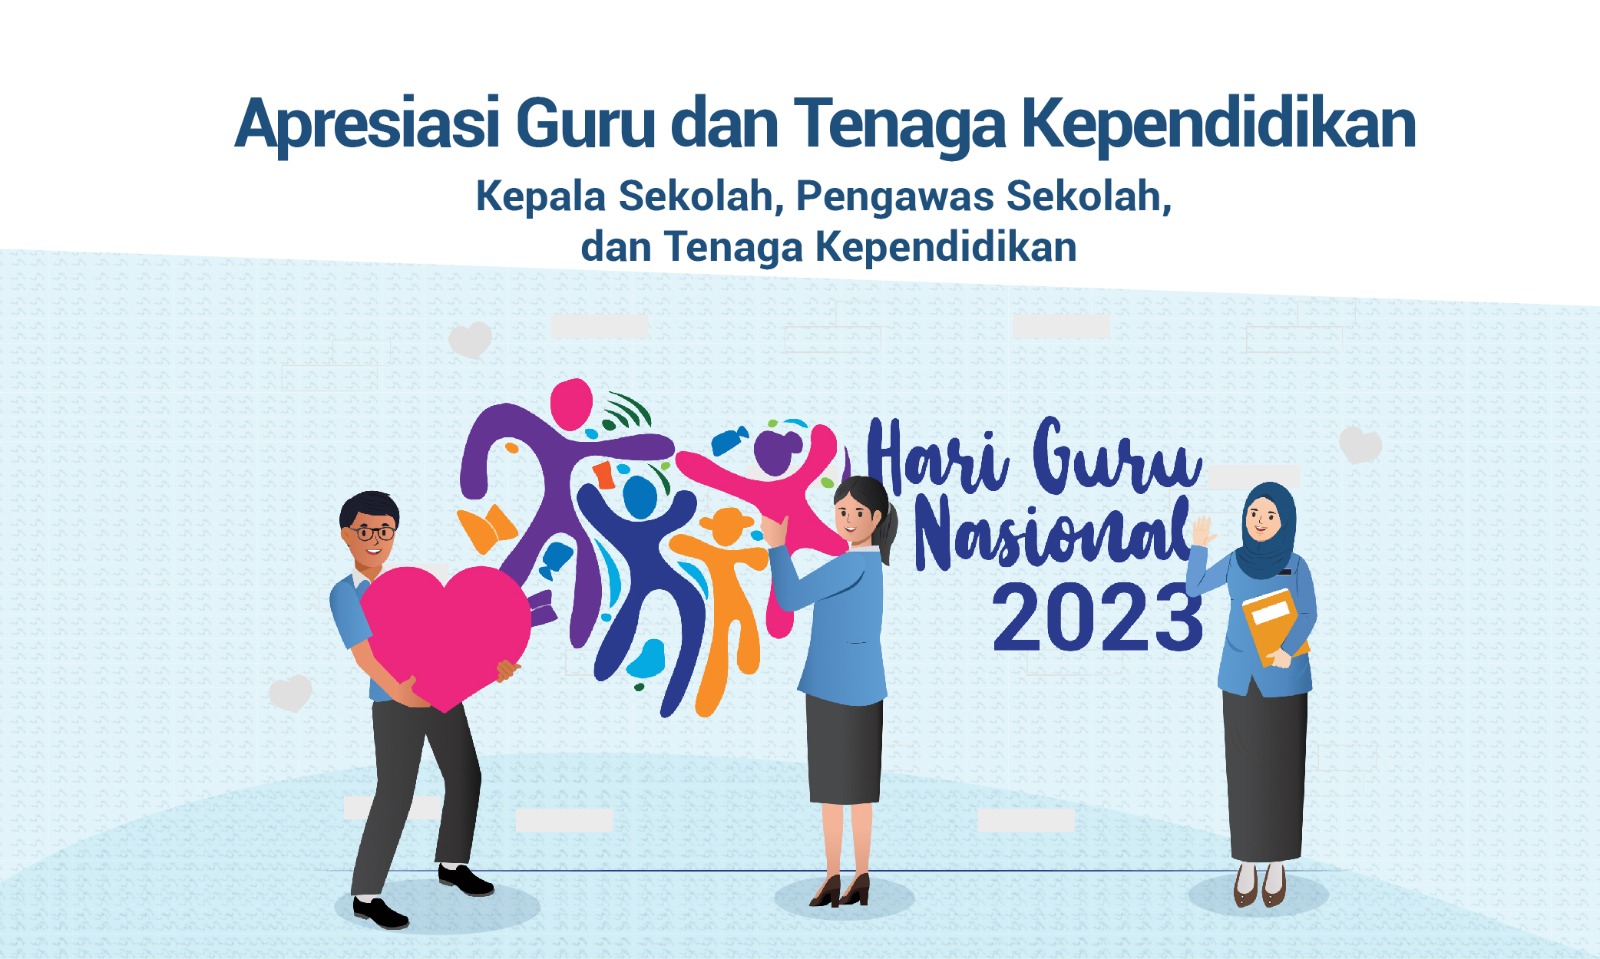 Apresiasi Guru dan Tenaga Kependidikan
Kepala Sekolah, Pengawas Sekolah,
dan Tenaga Kependidikan
Hari Guru
Nasional
2023